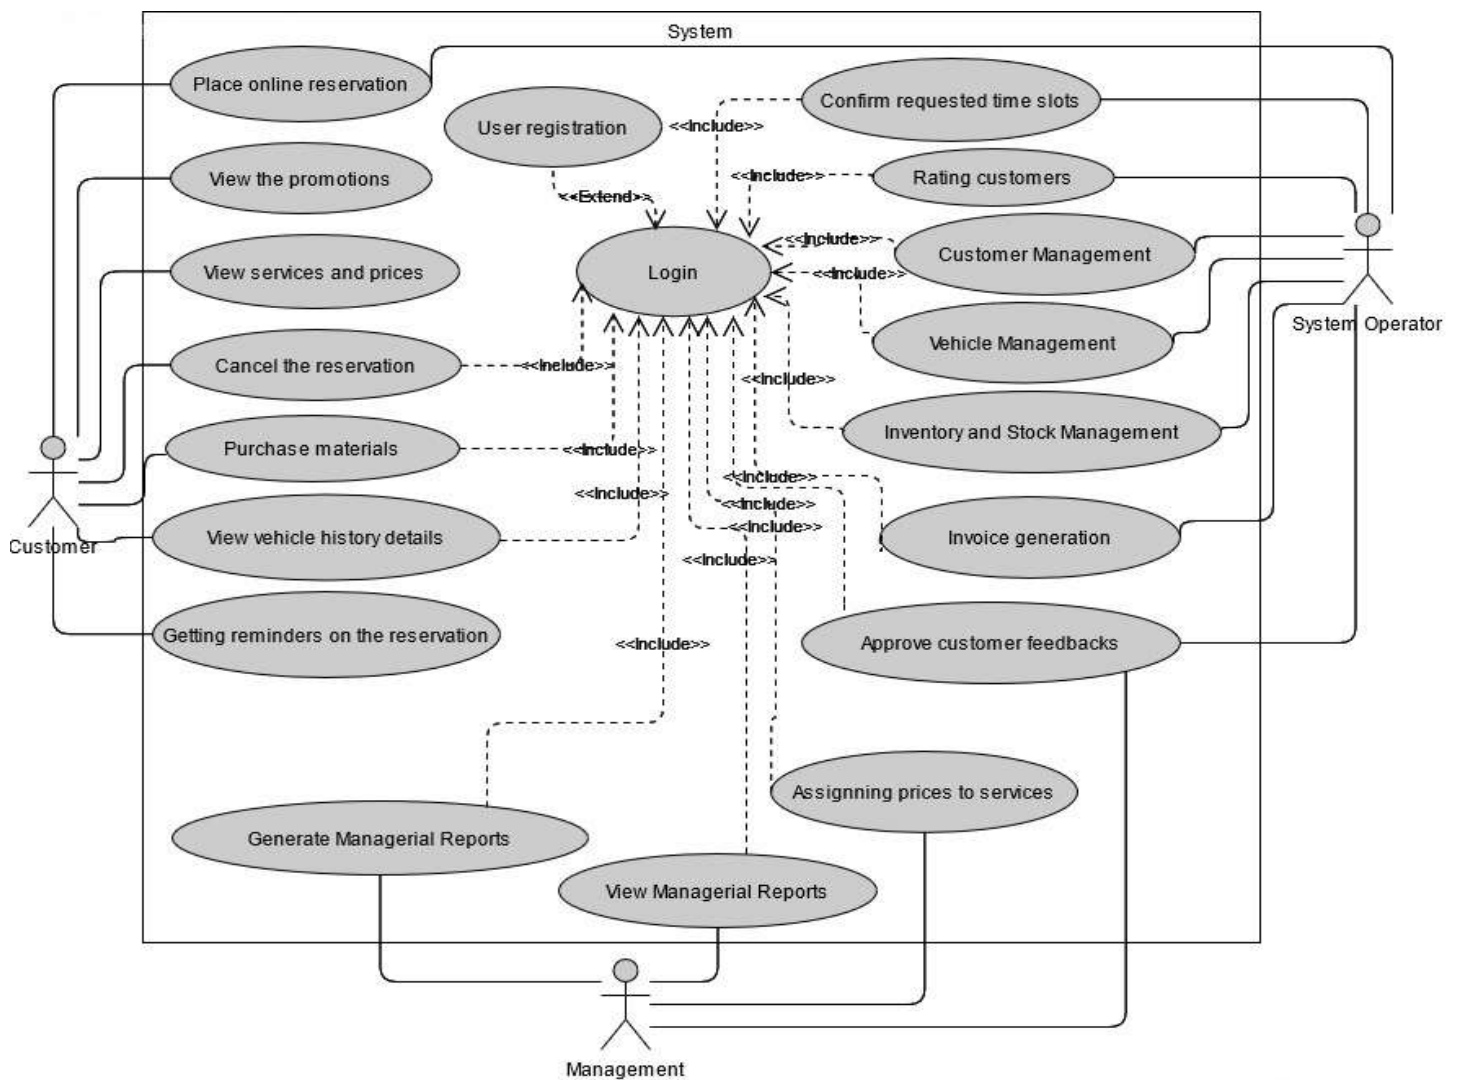 System
Place online reservation
Confirm requested time slots
User registration
<<Include>>
View the promotions
<<Include>>
Rating customers
<<Extend>>
<<Include>>
Customer Management
View services and prices
Login
<<Include>>
System Operator
Vehicle Management
Cancel the reservation
<<Include>>
<<Include>>
Purchase materials
<<Include>>
Inventory and Stock Management
<<Include>>
<<Include>>
<<Include>>
<<Include>>
Customer
View vehicle history details
Invoice generation
<<Include>>
Getting reminders on the reservation
<<Include>>
Approve customer feedbacks
Assignning prices to services
Generate Managerial Reports
View Managerial Reports
Management